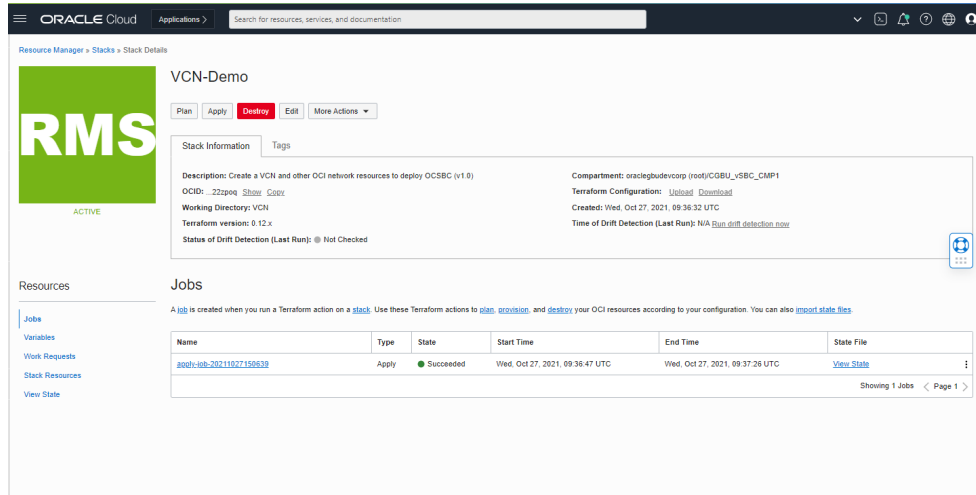 ORACLE Cloud Applications > Search for resources, services, and documentation
Resource Manager » Stacks » Stack Details
RMS
ACTIVE
VCN-Demo
Plan Apply Destroy Edit More Actions
Stack Information Tags
Description: Create a VCN and other OCI network resources to deploy OCSBC (v1.0)
OCID: ...22zpoq Show Copy
Working Directory: VCN
Terraform version: 0.12.x
Status of Drift Detection (Last Run): Not Checked
Compartment: oraclegbudevcorp (root)/CGBU_vSBC_CMP1
Terraform Configuration: Upload Download
Created: Wed, Oct 27, 2021, 09:36:32 UTC
Time of Drift Detection (Last Run): N/A Run drift detection now
Resources
Jobs
Variables
Work Requests
Stack Resources
View State
Jobs
A job is created when you run a Terraform action on a stack. Use these Terraform actions to plan, provision, and destroy your OCI resources according to your configuration. You can also import state files.
Name Type State Start Time End Time State File
apply-job-20211027150639 Apply Succeeded Wed, Oct 27, 2021, 09:36:47 UTC Wed, Oct 27, 2021, 09:37:26 UTC View State
Showing 1 Jobs < Page 1 >